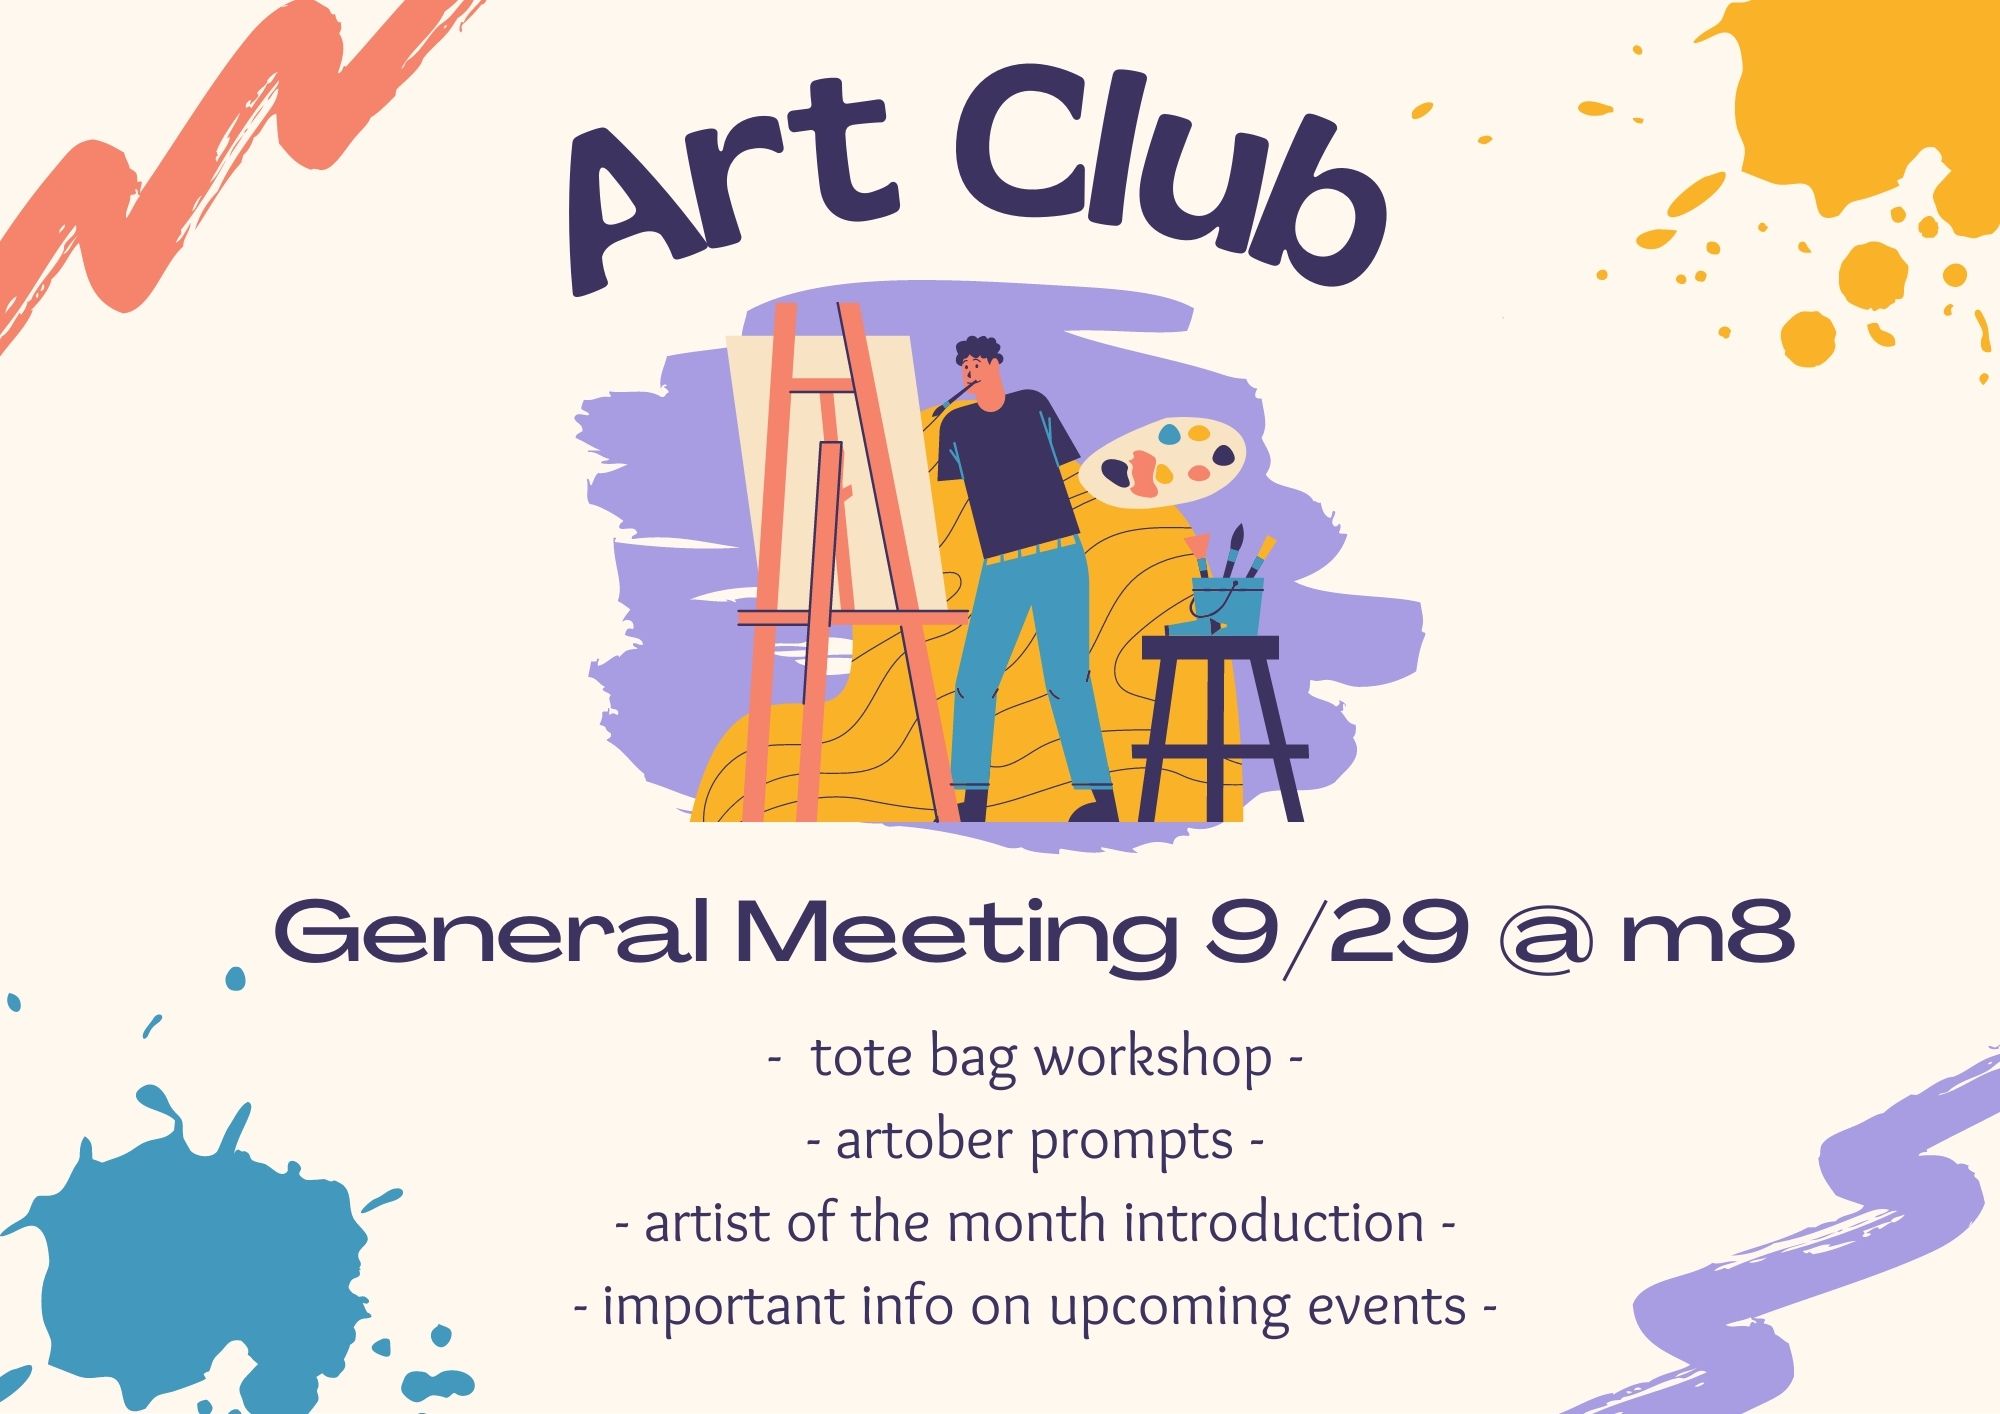 Art Club
General Meeting 9/29 @ m8
- tote bag workshop -
- artober prompts -
- artist of the month introduction -
- important info on upcoming events -